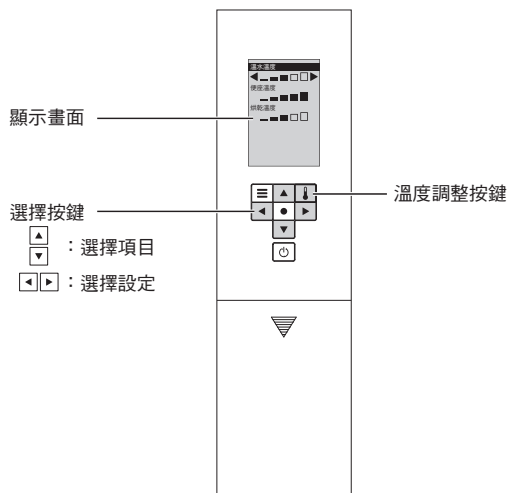 溫水溫度
便座溫度
烘乾溫度
顯示畫面
溫度調整按鍵
選擇按鍵
：選擇項目
：選擇設定